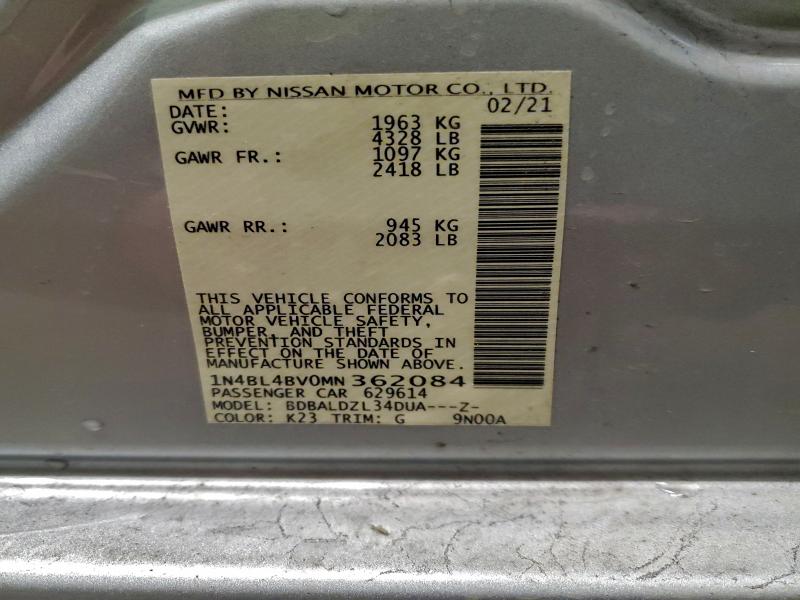 MFD BY NISSAN MOTOR CO., LTD.
DATE: 02/21
GVWR: 1963 KG
4328 LB
GAWR FR.: 1097 KG
2418 LB
GAWR RR.: 945 KG
2083 LB
THIS VEHICLE CONFORMS TO
ALL APPLICABLE FEDERAL
MOTOR VEHICLE SAFETY,
BUMPER, AND THEFT
PREVENTION STANDARDS IN
EFFECT ON THE DATE OF
MANUFACTURE SHOWN ABOVE.
1N4BL4BV0MN 362084
PASSENGER CAR 629614
MODEL: BDBALDZL34DUA---Z-
COLOR: K23 TRIM: G 9N00A